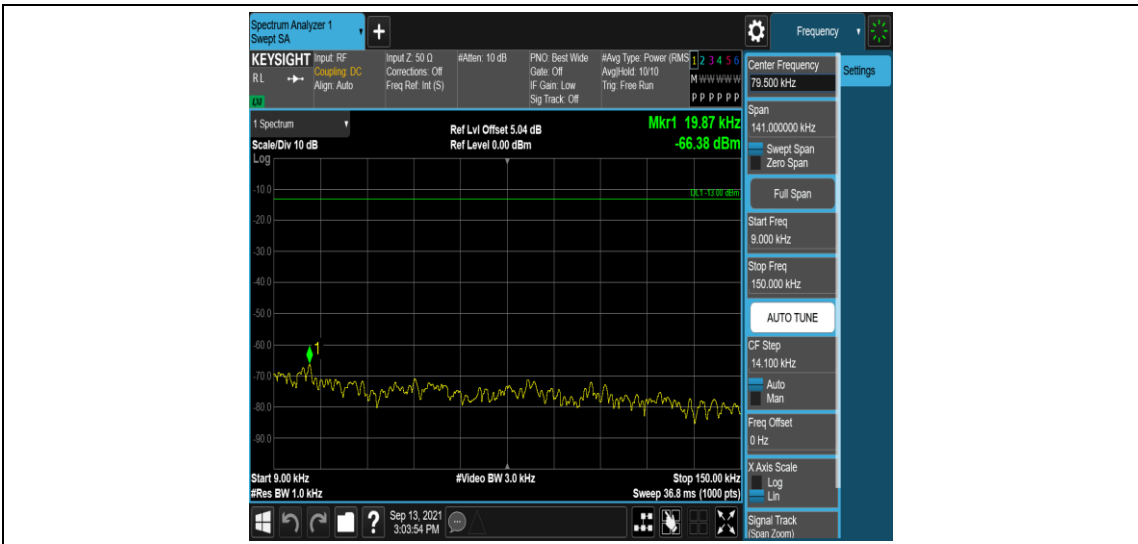 Spectrum Analyzer 1
Swept SA
Frequency
KEYSIGHT
RL
LXI
Input: RF
Coupling: DC
Align: Auto
Input Z: 50 Ω
Corrections: Off
Freq Ref: Int (S)
#Atten: 10 dB
PNO: Best Wide
Gate: Off
IF Gain: Low
Sig Track: Off
#Avg Type: Power (RMS
Avg|Hold: 10/10
Trig: Free Run
1 2 3 4 5 6
M W W W W W
P P P P P P
Center Frequency
79.500 kHz
Settings
Span
141.000000 kHz
Swept Span
Zero Span
Full Span
Start Freq
9.000 kHz
Stop Freq
150.000 kHz
AUTO TUNE
CF Step
14.100 kHz
Auto
Man
Freq Offset
0 Hz
X Axis Scale
Log
Lin
Signal Track
(Span Zoom)
1 Spectrum
Scale/Div 10 dB
Log
Ref Lvl Offset 5.04 dB
Ref Level 0.00 dBm
Mkr1 19.87 kHz
-66.38 dBm
DL1 -13.00 dBm
-10.0
-20.0
-30.0
-40.0
-50.0
-60.0
-70.0
-80.0
-90.0
1
Start 9.00 kHz
#Res BW 1.0 kHz
#Video BW 3.0 kHz
Stop 150.00 kHz
Sweep 36.8 ms (1000 pts)
?
Sep 13, 2021
3:03:54 PM